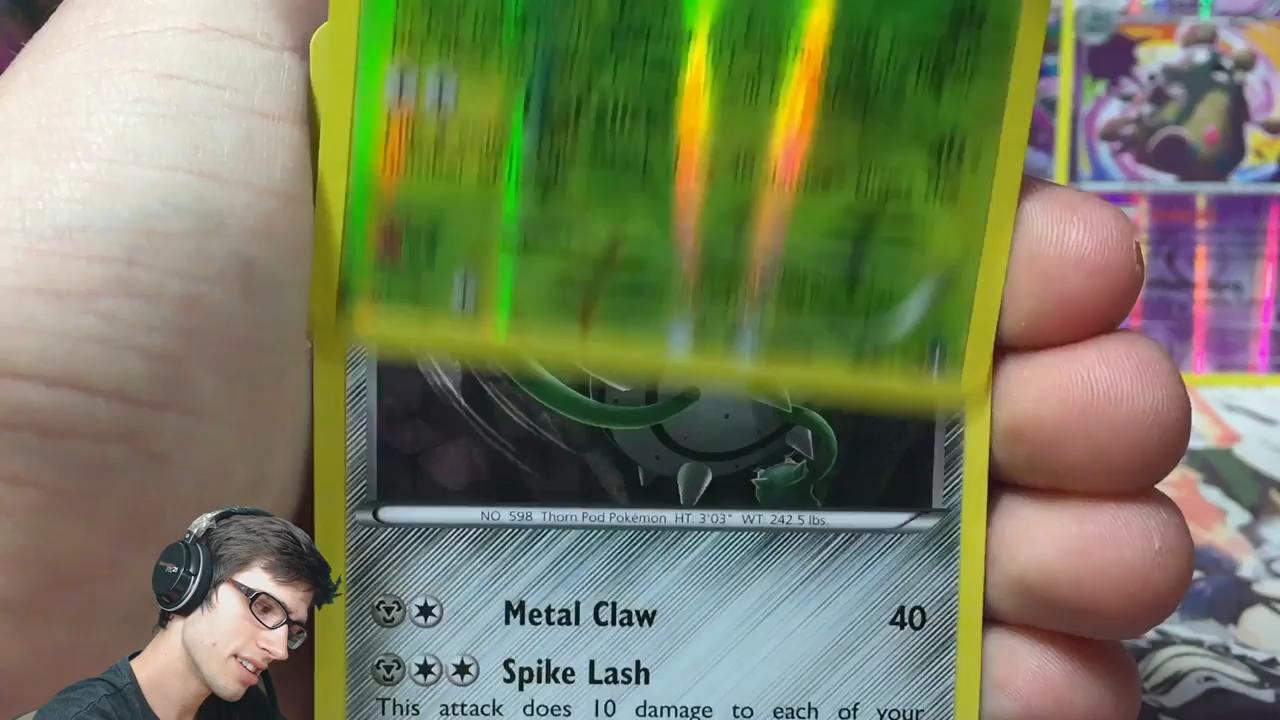 NO 598 Thorn Pod Pokémon HT. 3'03" WT. 242.5 lbs.
Metal Claw 40
Spike Lash
This attack does 10 damage to each of your